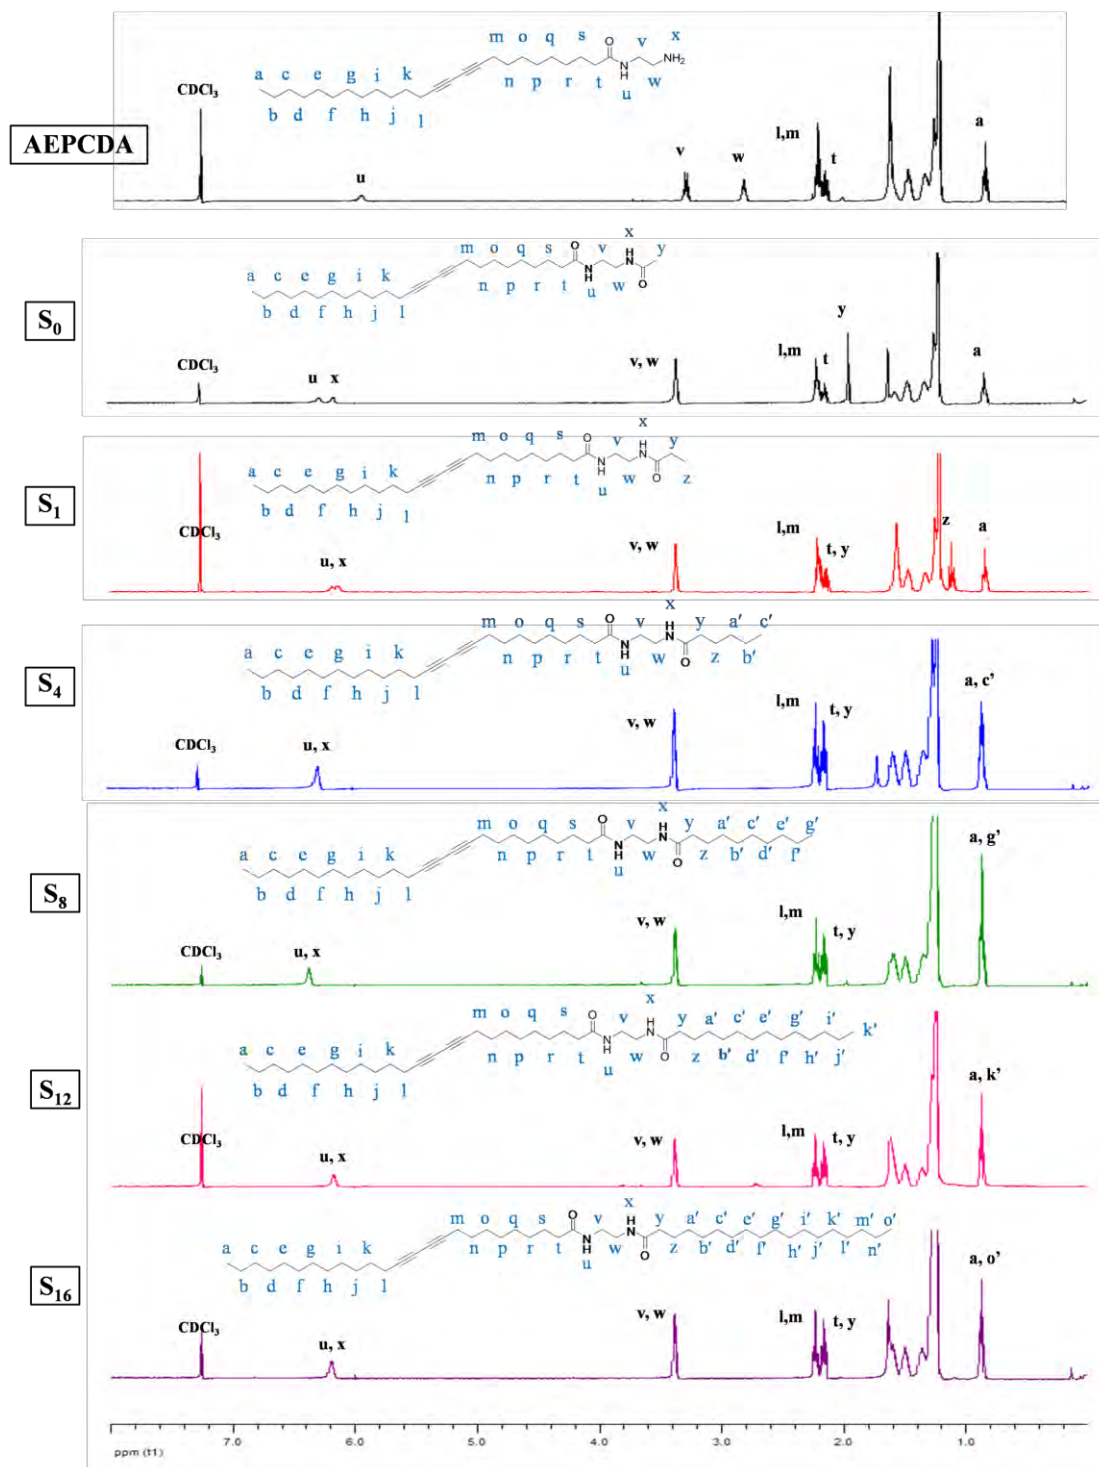 m o q s O v x
H
N
NH₂
a c e g i k
n p r t w
u
b d f h j l
CDCl₃
AEPCDA
u
v
w
l,m
t
a
x
m o q s O v H y
N
N
H
O
a c e g i k
n p r t w
u
b d f h j l
S₀
CDCl₃
u x
v, w
l,m
t
y
a
x
m o q s O v H y
N
N
H
O
a c e g i k
n p r t w z
u
b d f h j l
S₁
CDCl₃
u, x
v, w
l,m
t, y
z
a
x
m o q s O v H y a' c'
N
N
H
O
a c e g i k
n p r t w z b'
u
b d f h j l
S₄
CDCl₃
u, x
v, w
l,m
t, y
a, c’
x
m o q s O v H y a' c' e' g'
N
N
H
O
a c e g i k
n p r t w z b' d' f'
u
b d f h j l
S₈
CDCl₃
u, x
v, w
l,m
t, y
a, g’
x
m o q s O v H y a' c' e' g' i' k'
N
N
H
O
a c e g i k
n p r t w z b' d' f' h' j'
u
b d f h j l
S₁₂
CDCl₃
u, x
v, w
l,m
t, y
a, k’
x
m o q s O v H y a' c' e' g' i' k' m' o'
N
N
H
O
a c e g i k
n p r t w z b' d' f' h' j' l' n'
u
b d f h j l
S₁₆
CDCl₃
u, x
v, w
l,m
t, y
a, o’
7.0 6.0 5.0 4.0 3.0 2.0 1.0
ppm (t1)